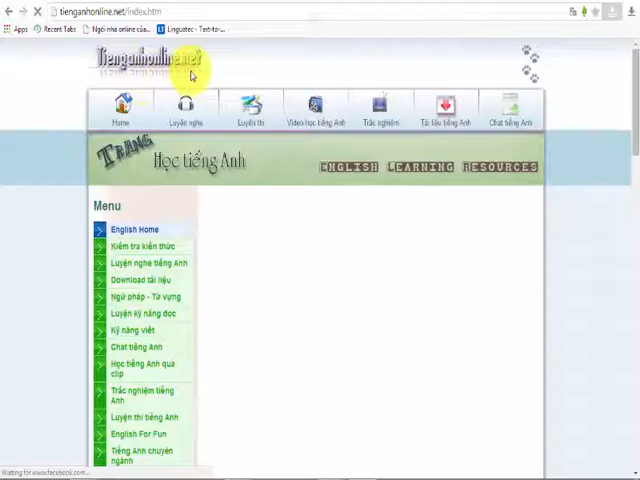 tienganhonline.net/index.htm
Apps Recent Tabs Ngôi nhà online của... Linguatec - Text-to-...
Tienganhonline.net
Home Luyện nghe Luyện thi Video học tiếng Anh Trắc nghiệm Tài liệu tiếng Anh Chat tiếng Anh
TRANG Học tiếng Anh ENGLISH LEARNING RESOURCES
Menu
English Home
Kiểm tra kiến thức
Luyện nghe tiếng Anh
Download tài liệu
Ngữ pháp - Từ vựng
Luyện kỹ năng đọc
Kỹ năng viết
Chat tiếng Anh
Học tiếng Anh qua
clip
Trắc nghiệm tiếng
Anh
Luyện thi tiếng Anh
English For Fun
Tiếng Anh chuyên
ngành
Waiting for www.facebook.com...